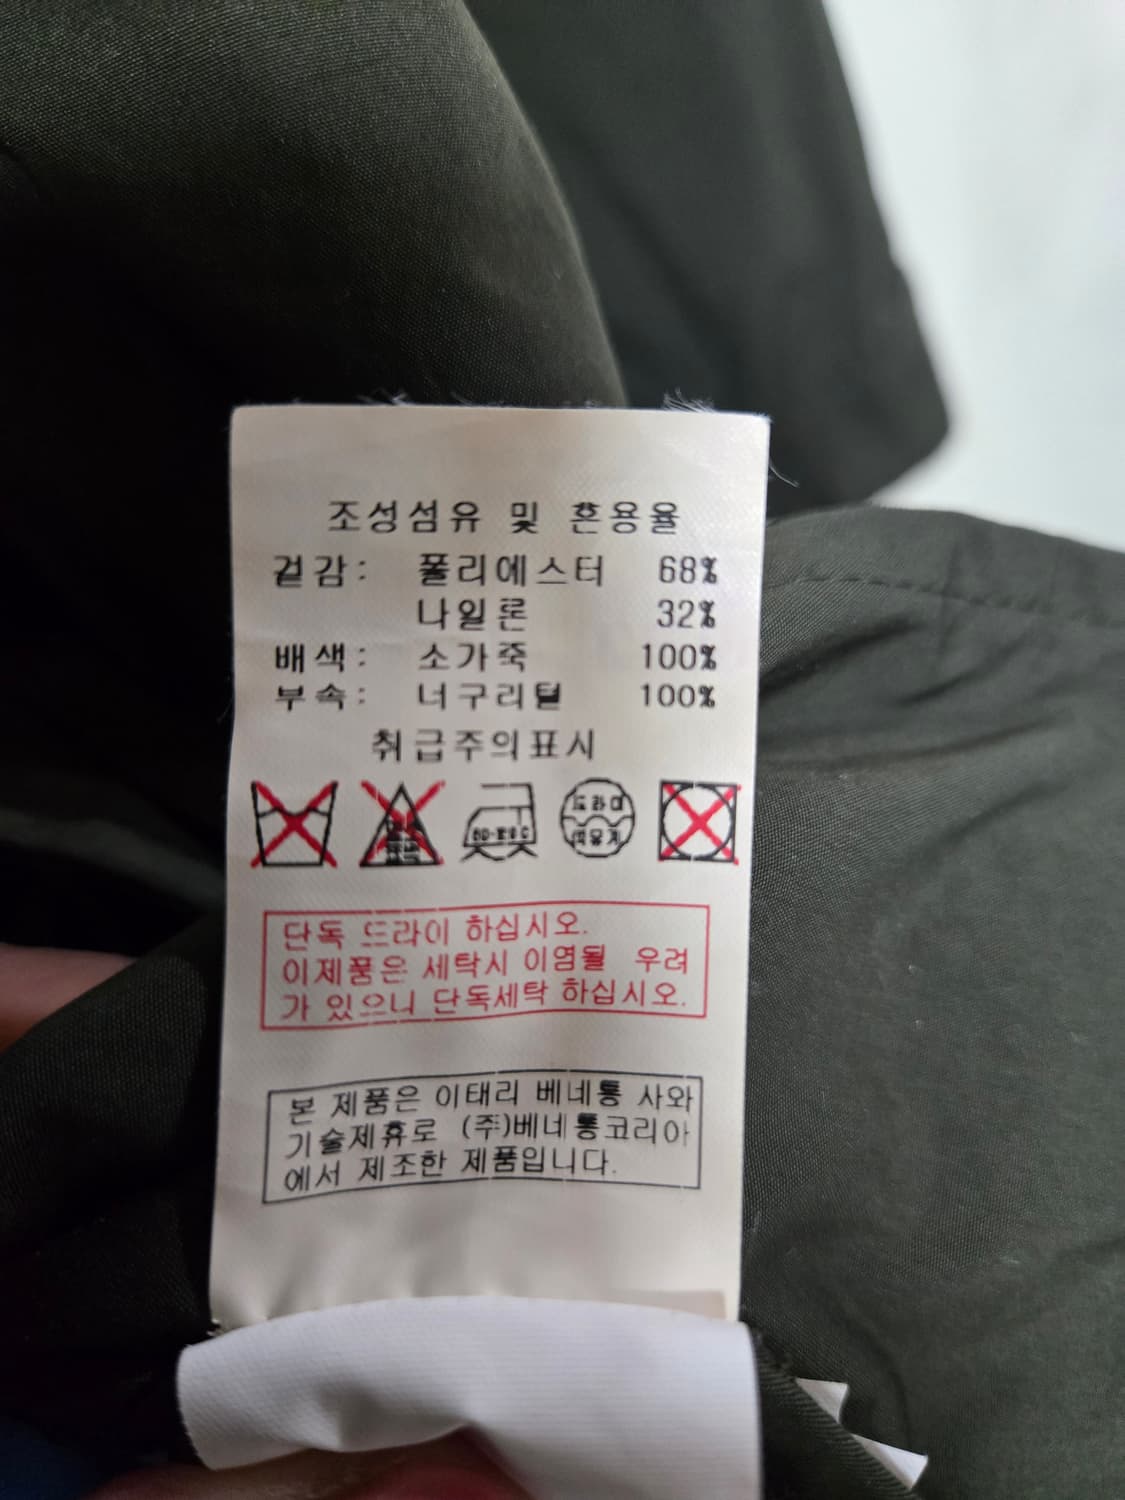 조성섬유 및 혼용율
겉감: 폴리에스터 68%
나일론 32%
배색: 소가죽 100%
부속: 너구리털 100%
취급주의표시
드라이
석유계
단독 드라이 하십시오.
이제품은 세탁시 이염될 우려
가 있으니 단독세탁 하십시오.
본 제품은 이태리 베네통 사와
기술제휴로 (주)베네통코리아
에서 제조한 제품입니다.